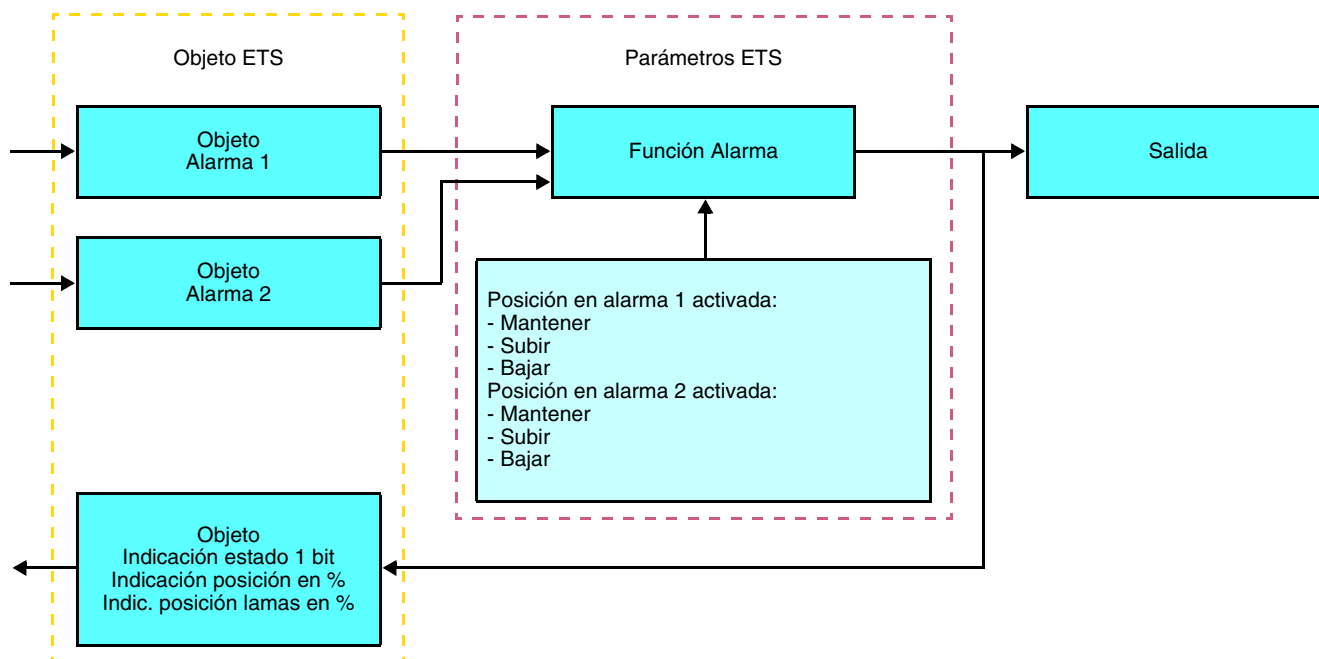 Objeto ETS
Parámetros ETS
Objeto
Alarma 1
Función Alarma
Salida
Objeto
Alarma 2
Posición en alarma 1 activada:
- Mantener
- Subir
- Bajar
Posición en alarma 2 activada:
- Mantener
- Subir
- Bajar
Objeto
Indicación estado 1 bit
Indicación posición en %
Indic. posición lamas en %